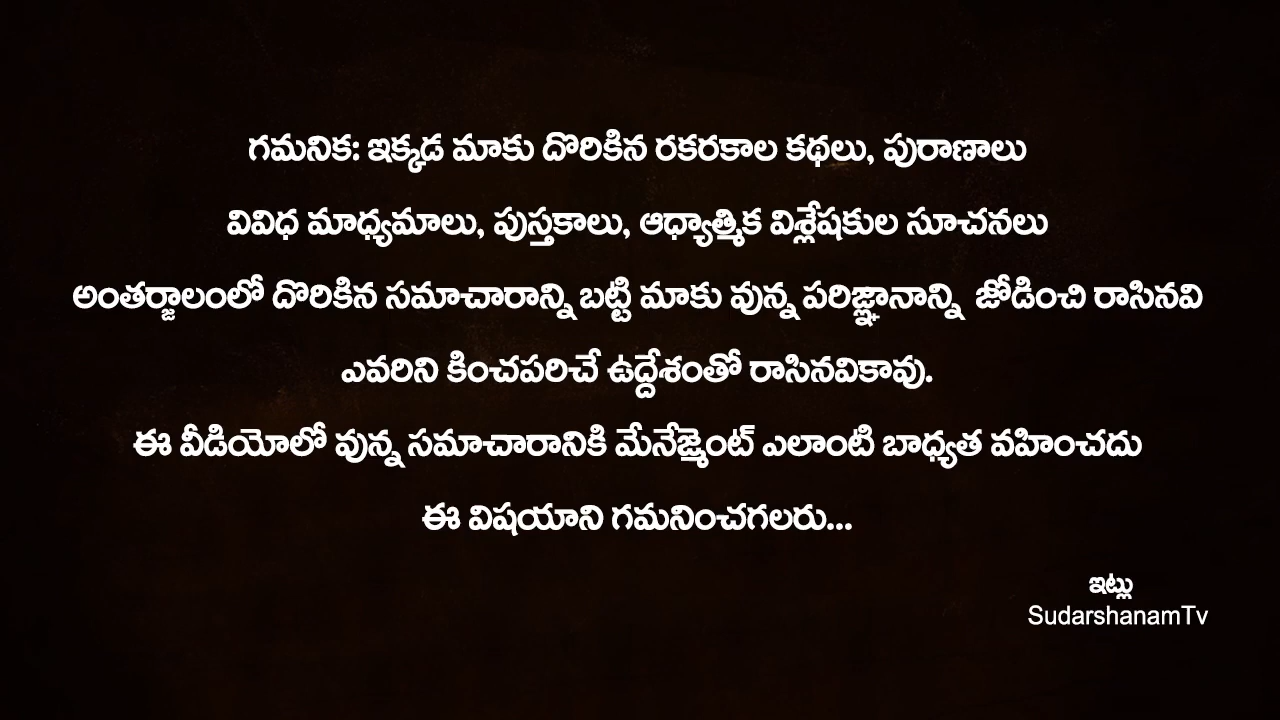 గమనిక: ఇక్కడ మాకు దొరికిన రకరకాల కథలు, పురాణాలు
వివిధ మాధ్యమాలు, పుస్తకాలు, ఆధ్యాత్మిక విశ్లేషకుల సూచనలు
అంతర్జాలంలో దొరికిన సమాచారాన్ని బట్టి మాకు వున్న పరిజ్ఞానాన్ని జోడించి రాసినవి
ఎవరిని కించపరిచే ఉద్దేశంతో రాసినవికావు.
ఈ వీడియోలో వున్న సమాచారానికి మేనేజ్మెంట్ ఎలాంటి బాధ్యత వహించదు
ఈ విషయాని గమనించగలరు...
ఇట్లు
SudarshanamTv